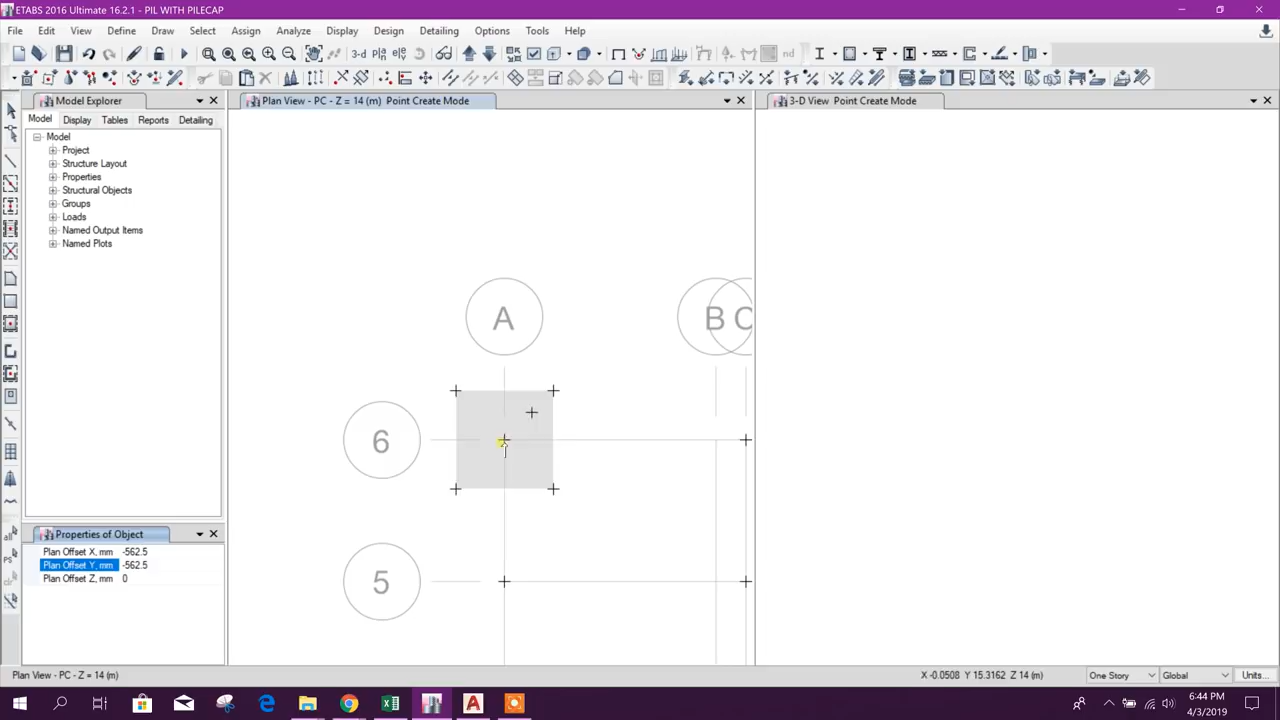 ETABS 2016 Ultimate 16.2.1 - PIL WITH PILECAP
File Edit View Define Draw Select Assign Analyze Display Design Detailing Options Tools Help
3-d
nd
Model Explorer
Model Display Tables Reports Detailing
Model
Project
Structure Layout
Properties
Structural Objects
Groups
Loads
Named Output Items
Named Plots
Properties of Object
Plan Offset X, mm -562.5
Plan Offset Y, mm -562.5
Plan Offset Z, mm 0
Plan View - PC - Z = 14 (m) Point Create Mode
A
B C
6
5
3-D View Point Create Mode
Plan View - PC - Z = 14 (m)
X -0.0508 Y 15.3162 Z 14 (m)
One Story
Global
Units...
6:44 PM
4/3/2019